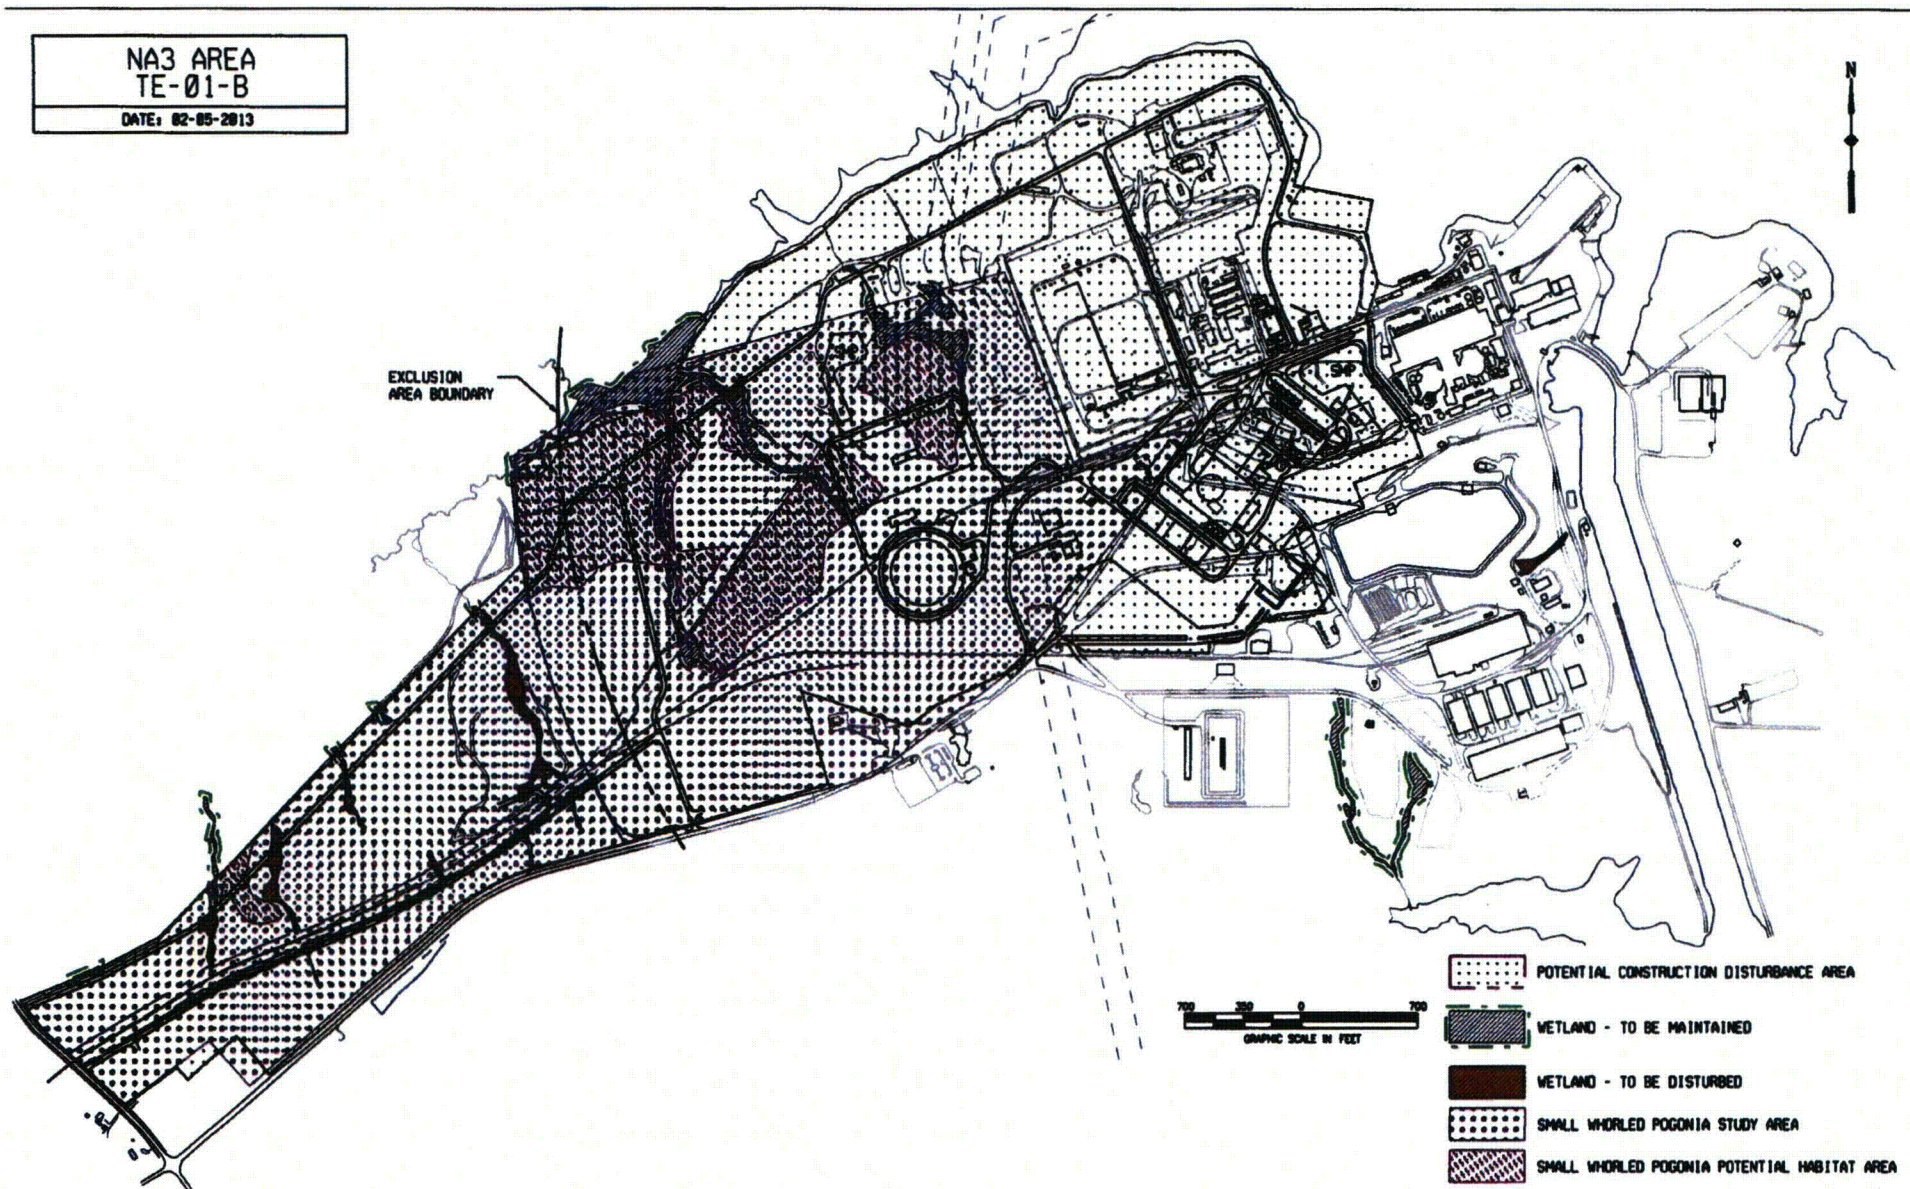 NA3 AREA
TE-01-B
DATE: 02-05-2013
N
EXCLUSION
AREA BOUNDARY
SWP
SWP
700 350 0 700
GRAPHIC SCALE IN FEET
POTENTIAL CONSTRUCTION DISTURBANCE AREA
WETLAND - TO BE MAINTAINED
WETLAND - TO BE DISTURBED
SMALL WHORLED POGONIA STUDY AREA
SMALL WHORLED POGONIA POTENTIAL HABITAT AREA